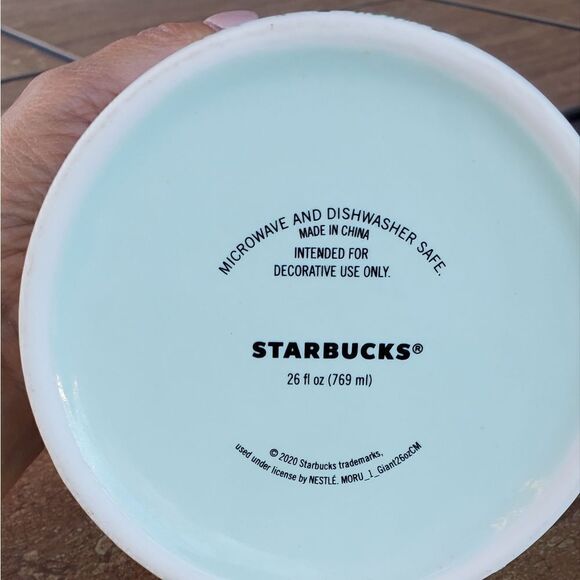 MICROWAVE AND DISHWASHER SAFE.
MADE IN CHINA
INTENDED FOR
DECORATIVE USE ONLY.
STARBUCKS®
26 fl oz (769 ml)
© 2020 Starbucks trademarks,
used under license by NESTLÉ. MORU_1_Giant26ozCM